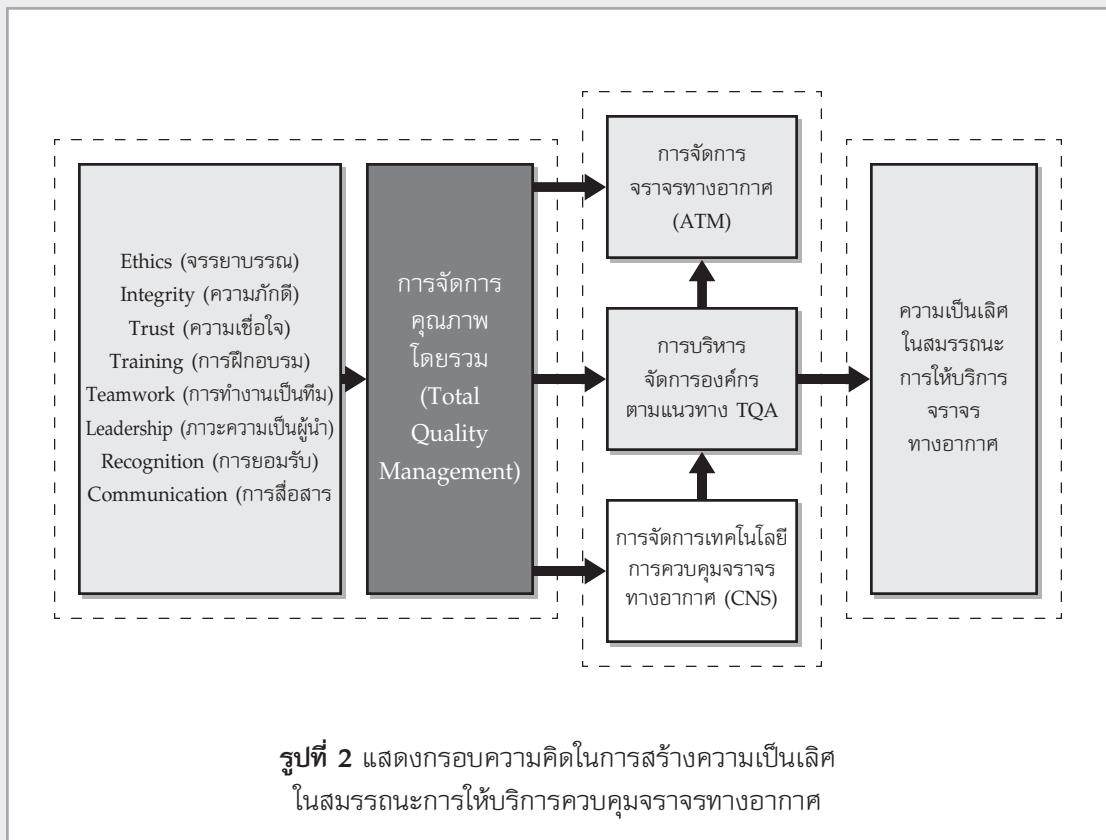 Ethics (จรรยาบรรณ)
Integrity (ความภักดี)
Trust (ความเชื่อใจ)
Training (การฝึกอบรม)
Teamwork (การทำงานเป็นทีม)
Leadership (ภาวะความเป็นผู้นำ)
Recognition (การยอมรับ)
Communication (การสื่อสาร
การจัดการ
คุณภาพ
โดยรวม
(Total
Quality
Management)
การจัดการ
จราจรทางอากาศ
(ATM)
การบริหาร
จัดการองค์กร
ตามแนวทาง TQA
การจัดการเทคโนโลยี
การควบคุมจราจร
ทางอากาศ (CNS)
ความเป็นเลิศ
ในสมรรถนะ
การให้บริการ
จราจร
ทางอากาศ
รูปที่ 2 แสดงกรอบความคิดในการสร้างความเป็นเลิศ
ในสมรรถนะการให้บริการควบคุมจราจรทางอากาศ